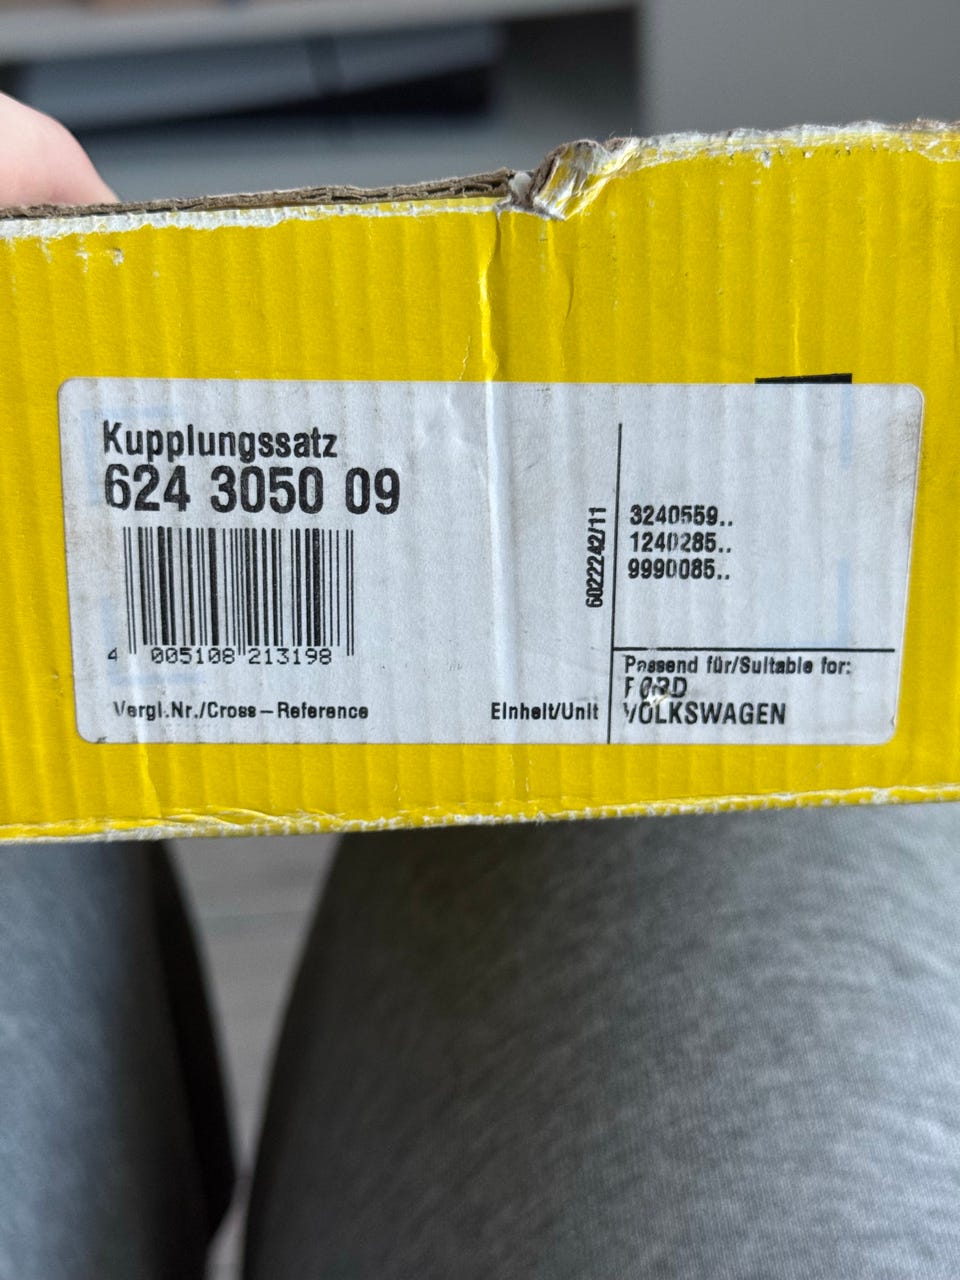 Kupplungssatz
624 3050 09
4 005108 213198
Vergl.Nr./Cross-Reference
Einheit/Unit
6022242/11
3240559..
1240285..
9990085..
Passend für/Suitable for:
FORD
VOLKSWAGEN